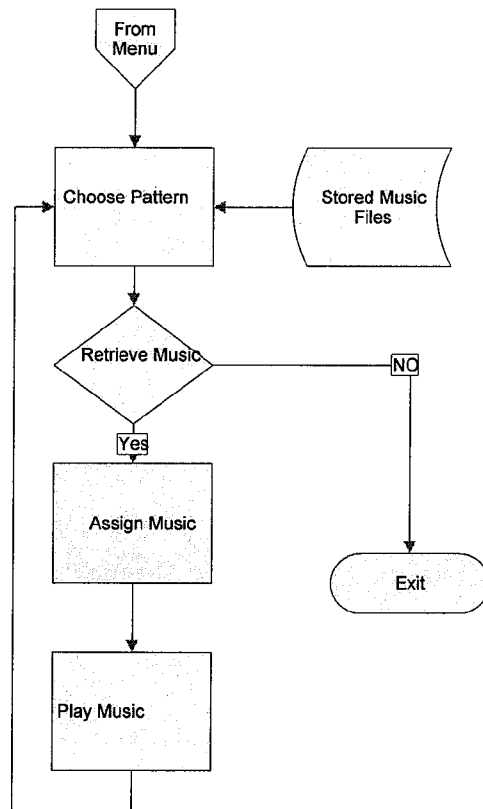 From
Menu
Choose Pattern
Stored Music
Files
Retrieve Music
NO
Yes
Assign Music
Exit
Play Music